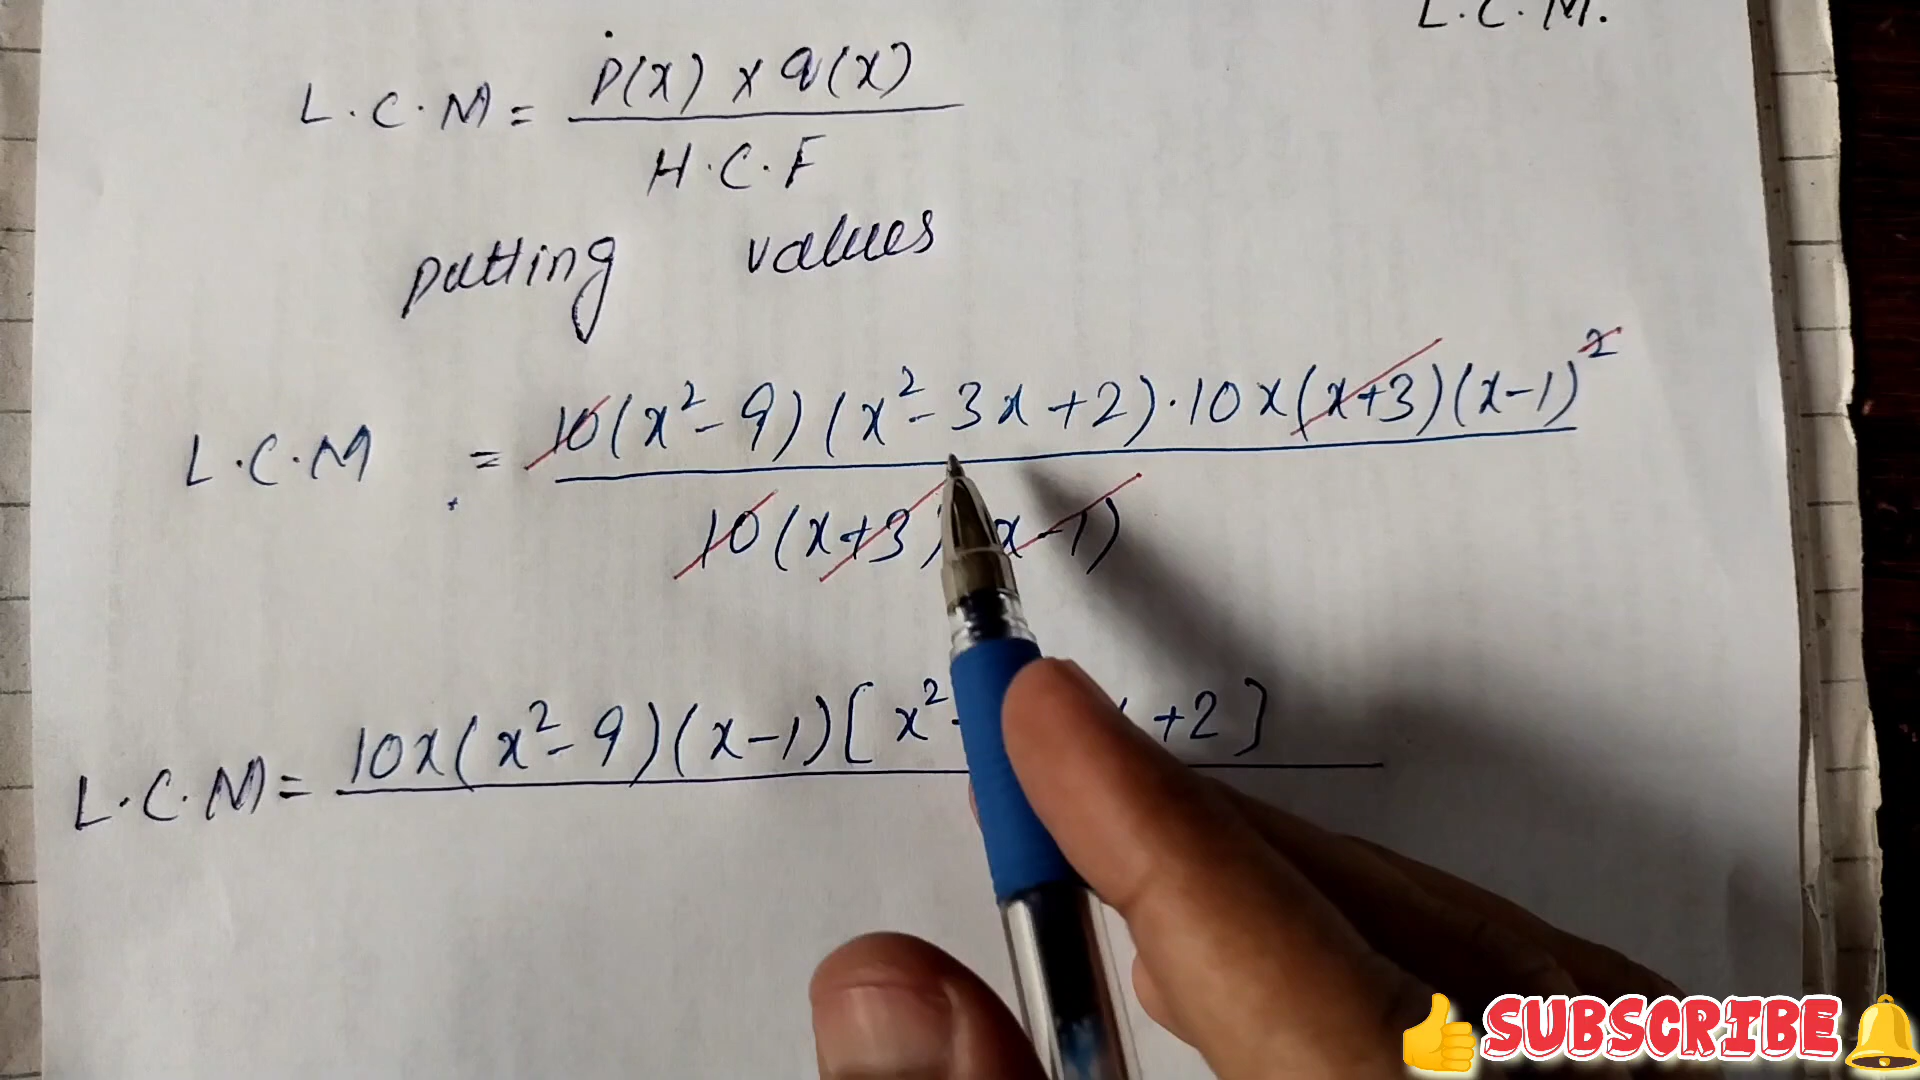 L.C.M.
L.C.M = P(x) x q(x) / H.C.F
putting values
L.C.M = 10(x²-9)(x²-3x+2).10x(x+3)(x-1)² / 10(x+3)(x-1)
L.C.M = 10x(x²-9)(x-1)[x²- +2]
SUBSCRIBE